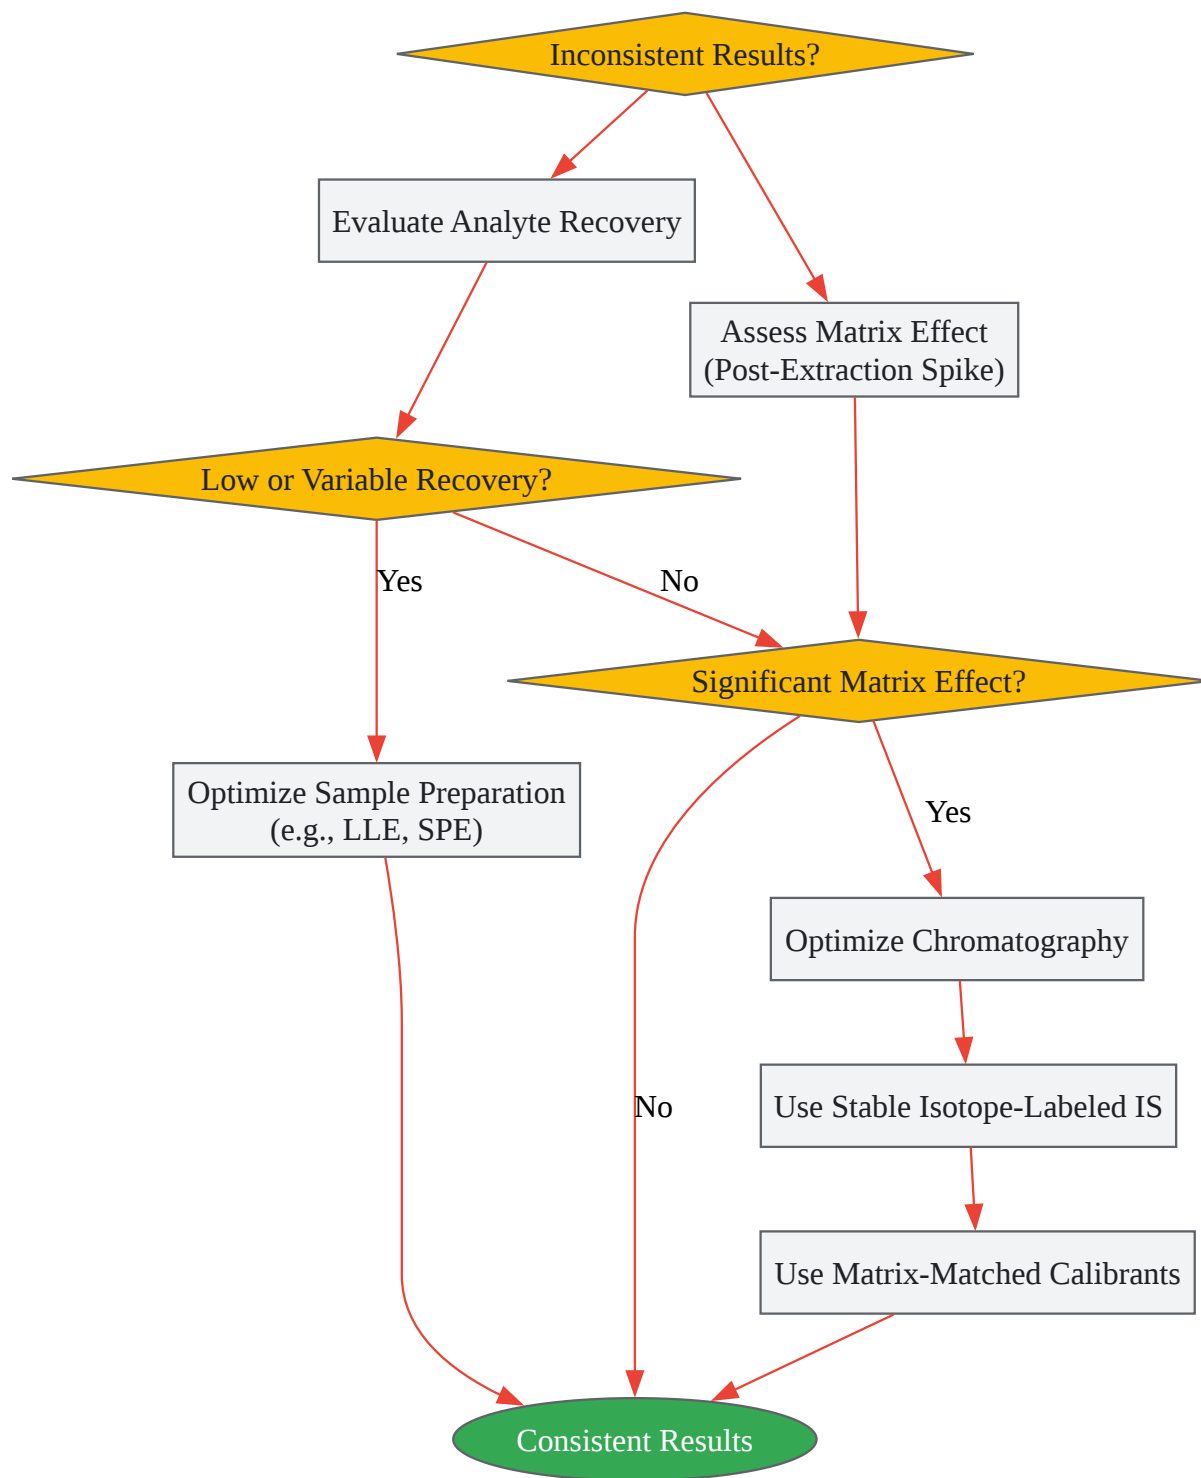 Inconsistent Results?
Evaluate Analyte Recovery
Assess Matrix Effect
(Post-Extraction Spike)
Low or Variable Recovery?
Yes
No
Significant Matrix Effect?
Optimize Sample Preparation
(e.g., LLE, SPE)
Yes
Optimize Chromatography
Use Stable Isotope-Labeled IS
No
Use Matrix-Matched Calibrants
Consistent Results